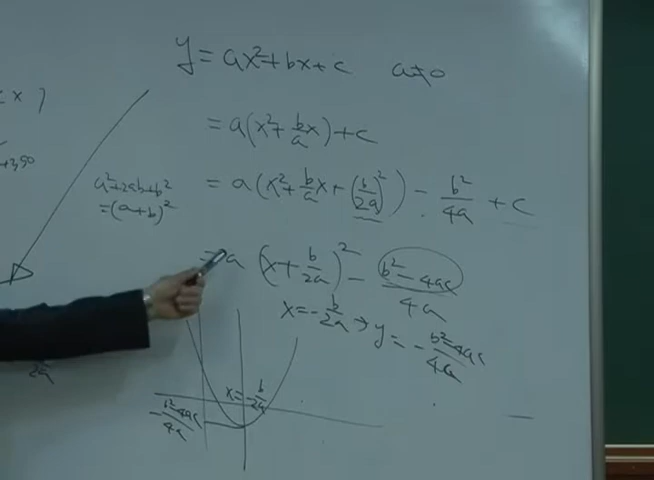 y = ax²+bx+c a≠0
= a(x²+b/a x)+c
a²+2ab+b²
=(a+b)²
= a(x²+b/a x+(b/2a)²) - b²/4a + c
= a (x+b/2a)² - b²-4ac/4a
x=-b/2a → y=-b²-4ac/4a
x=-b/2a
-b²-4ac/4a